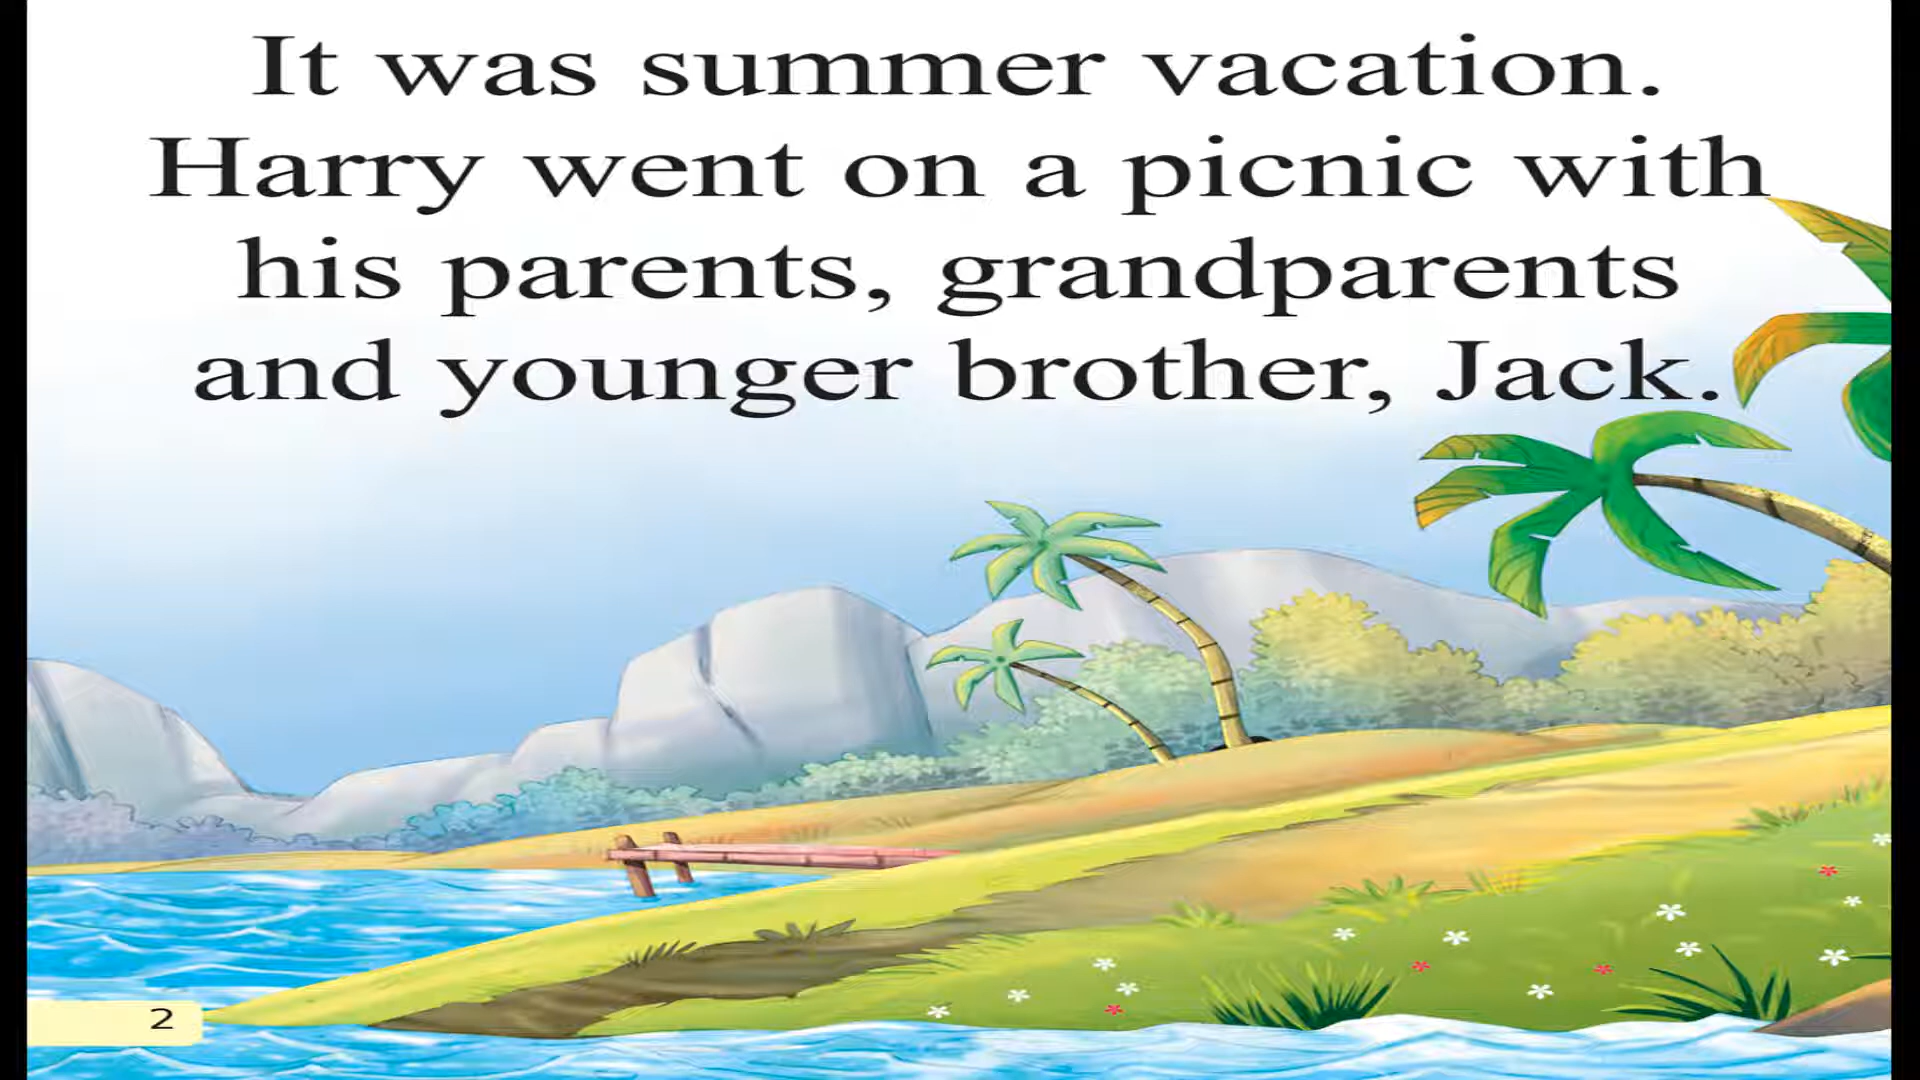 It was summer vacation.
Harry went on a picnic with
his parents, grandparents
and younger brother, Jack.
2